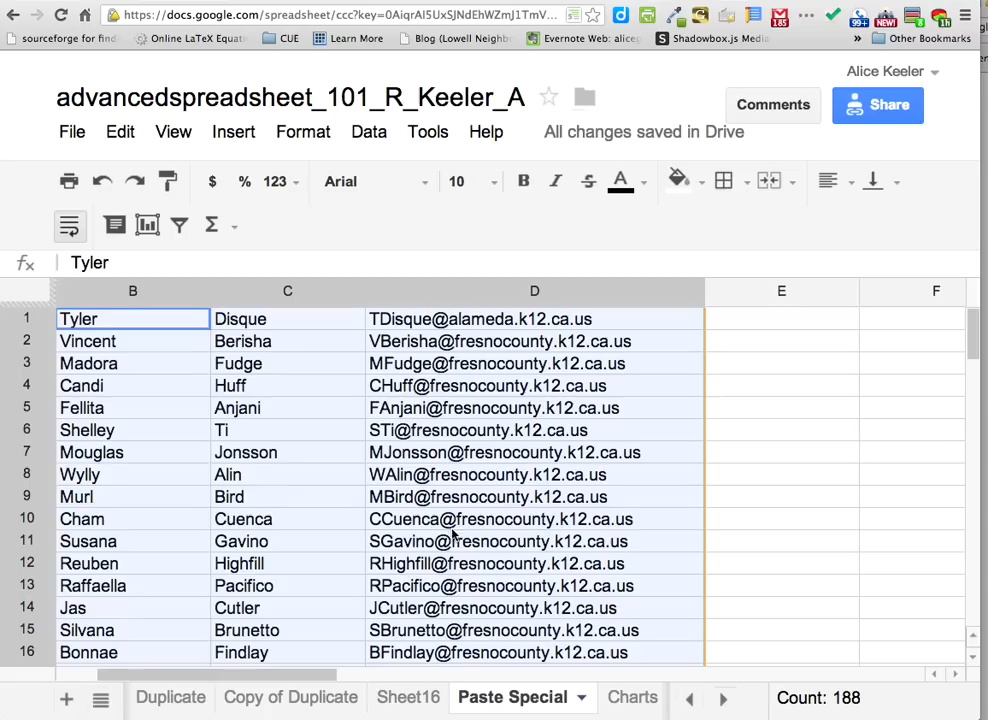 https://docs.google.com/spreadsheet/ccc?key=0AiqrAI5UxSJNdEhWZmJ1TmV...
185
99+
NEW!
8
1h
sourceforge for find
Online LaTeX Equati
CUE
Learn More
Blog (Lowell Neighb
Evernote Web: alice
Shadowbox.js Media
»
Other Bookmarks
Alice Keeler
advancedspreadsheet_101_R_Keeler_A
Comments
Share
File Edit View Insert Format Data Tools Help All changes saved in Drive
$ % 123 Arial 10 B I S A
Σ
fx Tyler
B C D E F
1 Tyler Disque TDisque@alameda.k12.ca.us
2 Vincent Berisha VBerisha@fresnocounty.k12.ca.us
3 Madora Fudge MFudge@fresnocounty.k12.ca.us
4 Candi Huff CHuff@fresnocounty.k12.ca.us
5 Fellita Anjani FAnjani@fresnocounty.k12.ca.us
6 Shelley Ti STi@fresnocounty.k12.ca.us
7 Mouglas Jonsson MJonsson@fresnocounty.k12.ca.us
8 Wylly Alin WAlin@fresnocounty.k12.ca.us
9 Murl Bird MBird@fresnocounty.k12.ca.us
10 Cham Cuenca CCuenca@fresnocounty.k12.ca.us
11 Susana Gavino SGavino@fresnocounty.k12.ca.us
12 Reuben Highfill RHighfill@fresnocounty.k12.ca.us
13 Raffaella Pacifico RPacifico@fresnocounty.k12.ca.us
14 Jas Cutler JCutler@fresnocounty.k12.ca.us
15 Silvana Brunetto SBrunetto@fresnocounty.k12.ca.us
16 Bonnae Findlay BFindlay@fresnocounty.k12.ca.us
+ Duplicate Copy of Duplicate Sheet16 Paste Special Charts Count: 188